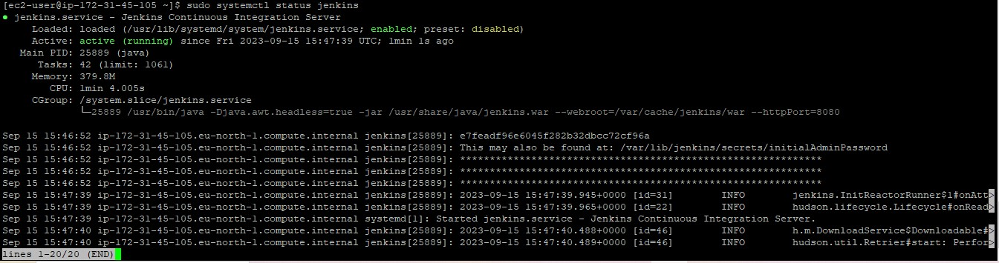 [ec2-user@ip-172-31-45-105 ~]$ sudo systemctl status jenkins
● jenkins.service - Jenkins Continuous Integration Server
Loaded: loaded (/usr/lib/systemd/system/jenkins.service; enabled; preset: disabled)
Active: active (running) since Fri 2023-09-15 15:47:39 UTC; 1min 1s ago
Main PID: 25889 (java)
Tasks: 42 (limit: 1061)
Memory: 379.8M
CPU: 1min 4.005s
CGroup: /system.slice/jenkins.service
└─25889 /usr/bin/java -Djava.awt.headless=true -jar /usr/share/java/jenkins.war --webroot=/var/cache/jenkins/war --httpPort=8080
Sep 15 15:46:52 ip-172-31-45-105.eu-north-1.compute.internal jenkins[25889]: e7feadf96e6045f282b32dbcc72cf96a
Sep 15 15:46:52 ip-172-31-45-105.eu-north-1.compute.internal jenkins[25889]: This may also be found at: /var/lib/jenkins/secrets/initialAdminPassword
Sep 15 15:46:52 ip-172-31-45-105.eu-north-1.compute.internal jenkins[25889]: *************************************************************
Sep 15 15:46:52 ip-172-31-45-105.eu-north-1.compute.internal jenkins[25889]: *************************************************************
Sep 15 15:46:52 ip-172-31-45-105.eu-north-1.compute.internal jenkins[25889]: *************************************************************
Sep 15 15:47:39 ip-172-31-45-105.eu-north-1.compute.internal jenkins[25889]: 2023-09-15 15:47:39.945+0000 [id=31] INFO jenkins.InitReactorRunner$1#onAtt>
Sep 15 15:47:39 ip-172-31-45-105.eu-north-1.compute.internal jenkins[25889]: 2023-09-15 15:47:39.965+0000 [id=22] INFO hudson.lifecycle.Lifecycle#onRead>
Sep 15 15:47:39 ip-172-31-45-105.eu-north-1.compute.internal systemd[1]: Started jenkins.service - Jenkins Continuous Integration Server.
Sep 15 15:47:40 ip-172-31-45-105.eu-north-1.compute.internal jenkins[25889]: 2023-09-15 15:47:40.488+0000 [id=46] INFO h.m.DownloadService$Downloadable#>
Sep 15 15:47:40 ip-172-31-45-105.eu-north-1.compute.internal jenkins[25889]: 2023-09-15 15:47:40.489+0000 [id=46] INFO hudson.util.Retrier#start: Perfor>
lines 1-20/20 (END)